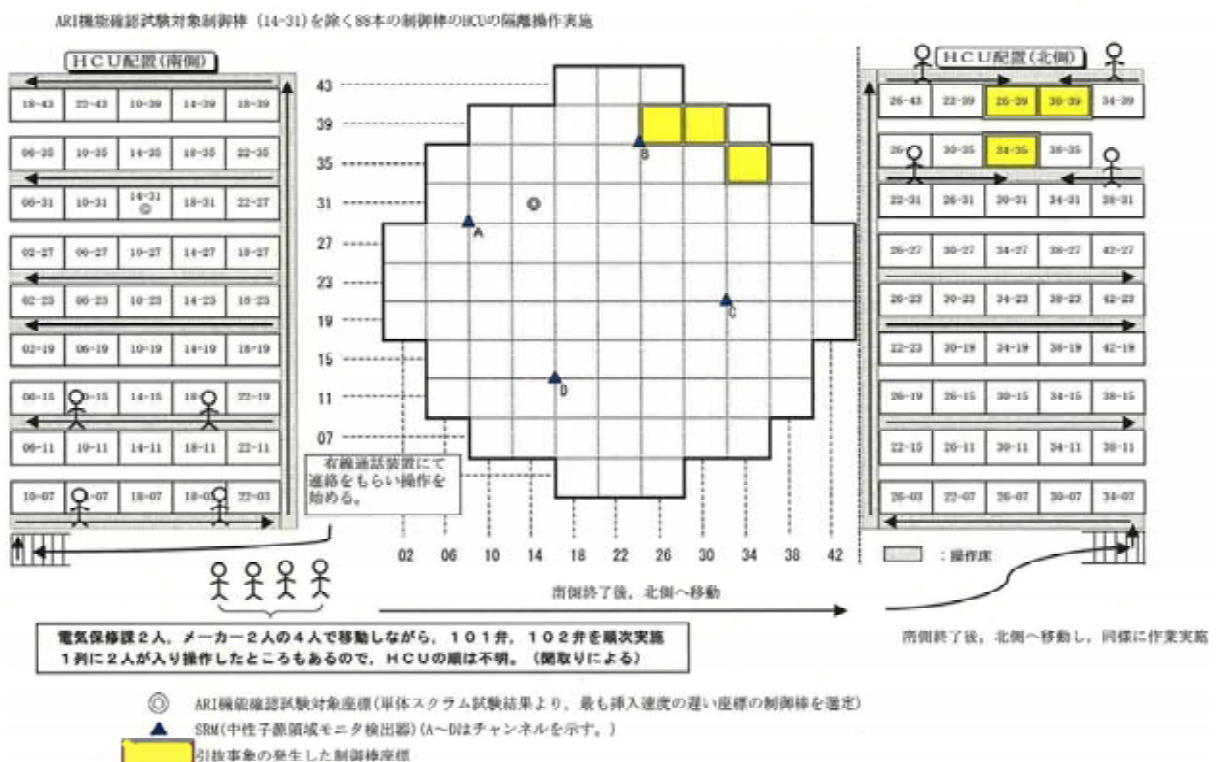 ARI機能確認試験対象制御棒 (14-31)を除く88本の制御棒のHCUの隔離操作実施
HCU配置(南側)
18-43 22-43 10-39 14-39 18-39
06-35 10-35 14-35 18-35 22-35
06-31 10-31 14-31 18-31 22-27
02-27 06-27 10-27 14-27 18-27
02-23 06-23 10-23 14-23 18-23
02-19 06-19 10-19 14-19 18-19
06-15 14-15 22-19
06-11 10-11 14-11 18-11 22-11
10-07 22-03
43
39
35
31
27
23
19
15
11
07
A
B
C
D
02 06 10 14 18 22 26 30 34 38 42
有線通話装置にて
連絡をもらい操作を
始める。
HCU配置(北側)
26-43 22-39 26-39 30-39 34-39
30-35 34-35 38-35
22-31 26-31 30-31 34-31 38-31
26-27 30-27 34-27 38-27 42-27
26-23 30-23 34-23 38-23 42-23
22-23 30-19 34-19 38-19 42-19
26-19 26-15 30-15 34-15 38-15
22-15 26-11 30-11 34-11 38-11
26-03 22-07 26-07 30-07 34-07
:操作床
南側終了後，北側へ移動
南側終了後，北側へ移動し，同様に作業実施
電気保修課2人，メーカー2人の4人で移動しながら，101弁，102弁を順次実施
1列に2人が入り操作したところもあるので，HCUの順は不明。(聞取りによる)
◎ ARI機能確認試験対象座標(単体スクラム試験結果より，最も挿入速度の遅い座標の制御棒を選定)
▲ SRM(中性子源領域モニタ検出器)(A～Dはチャンネルを示す。)
引抜事象の発生した制御棒座標